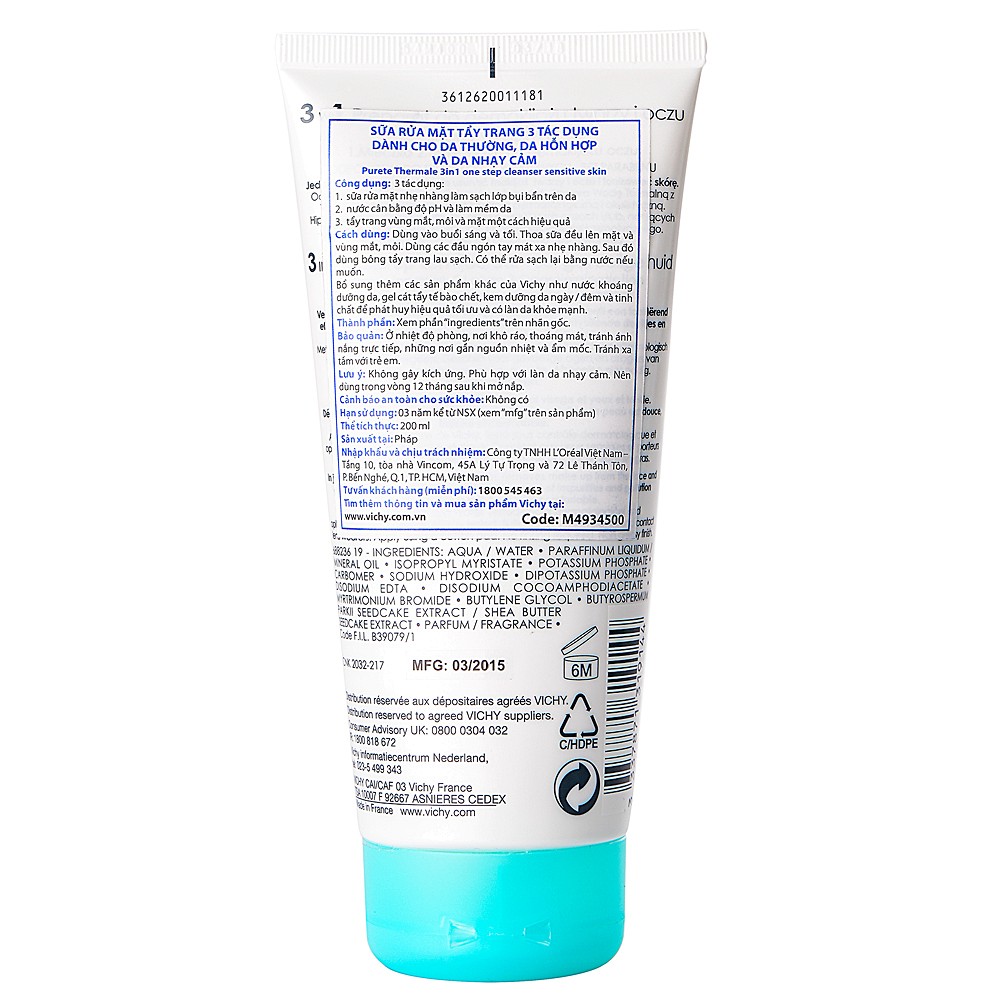 3612620011181
3
OCZU
SỮA RỬA MẶT TẨY TRANG 3 TÁC DỤNG
DÀNH CHO DA THƯỜNG, DA HỖN HỢP
VÀ DA NHẠY CẢM
Purete Thermale 3in1 one step cleanser sensitive skin
Công dụng: 3 tác dụng:
1. sữa rửa mặt nhẹ nhàng làm sạch lớp bụi bẩn trên da
2. nước cân bằng độ pH và làm mềm da
3. tẩy trang vùng mắt, môi và mặt một cách hiệu quả
Cách dùng: Dùng vào buổi sáng và tối. Thoa sữa đều lên mặt và
vùng mắt, môi. Dùng các đầu ngón tay mát xa nhẹ nhàng. Sau đó
dùng bông tẩy trang lau sạch. Có thể rửa sạch lại bằng nước nếu
muốn.
Bổ sung thêm các sản phẩm khác của Vichy như nước khoáng
dưỡng da, gel cát tẩy tế bào chết, kem dưỡng da ngày / đêm và tinh
chất để phát huy hiệu quả tối ưu và có làn da khỏe mạnh.
Thành phần: Xem phần "ingredients" trên nhãn gốc.
Bảo quản: Ở nhiệt độ phòng, nơi khô ráo, thoáng mát, tránh ánh
nắng trực tiếp, những nơi gần nguồn nhiệt và ẩm mốc. Tránh xa
tầm với trẻ em.
Lưu ý: Không gây kích ứng. Phù hợp với làn da nhạy cảm. Nên
dùng trong vòng 12 tháng sau khi mở nắp.
Cảnh báo an toàn cho sức khỏe: Không có
Hạn sử dụng: 03 năm kể từ NSX (xem "mfg" trên sản phẩm)
Thể tích thực: 200 ml
Sản xuất tại: Pháp
Nhập khẩu và chịu trách nhiệm: Công ty TNHH L'Oréal Việt Nam –
Tầng 10, tòa nhà Vincom, 45A Lý Tự Trọng và 72 Lê Thánh Tôn,
P. Bến Nghé, Q.1, TP. HCM, Việt Nam
Tư vấn khách hàng (miễn phí): 1800 545 463
Tìm thêm thông tin và mua sản phẩm Vichy tại:
www.vichy.com.vn Code: M4934500
688236 19 - INGREDIENTS: AQUA / WATER • PARAFFINUM LIQUIDUM /
MINERAL OIL • ISOPROPYL MYRISTATE • POTASSIUM PHOSPHATE •
CARBOMER • SODIUM HYDROXIDE • DIPOTASSIUM PHOSPHATE •
DISODIUM EDTA • DISODIUM COCOAMPHODIACETATE •
MYRTRIMONIUM BROMIDE • BUTYLENE GLYCOL • BUTYROSPERMUM
PARKII SEEDCAKE EXTRACT / SHEA BUTTER
SEEDCAKE EXTRACT • PARFUM / FRAGRANCE •
Code F.I.L. B39079/1
CNK 2032-217 MFG: 03/2015
6M
Distribution réservée aux dépositaires agréés VICHY.
Distribution reserved to agreed VICHY suppliers.
Consumer Advisory UK: 0800 0304 032
1800 818 672
Vichy informatiecentrum Nederland,
023-5 499 343
C/HDPE
VICHY CAI/CAF 03 Vichy France
10007 F 92667 ASNIERES CEDEX
Made in France www.vichy.com